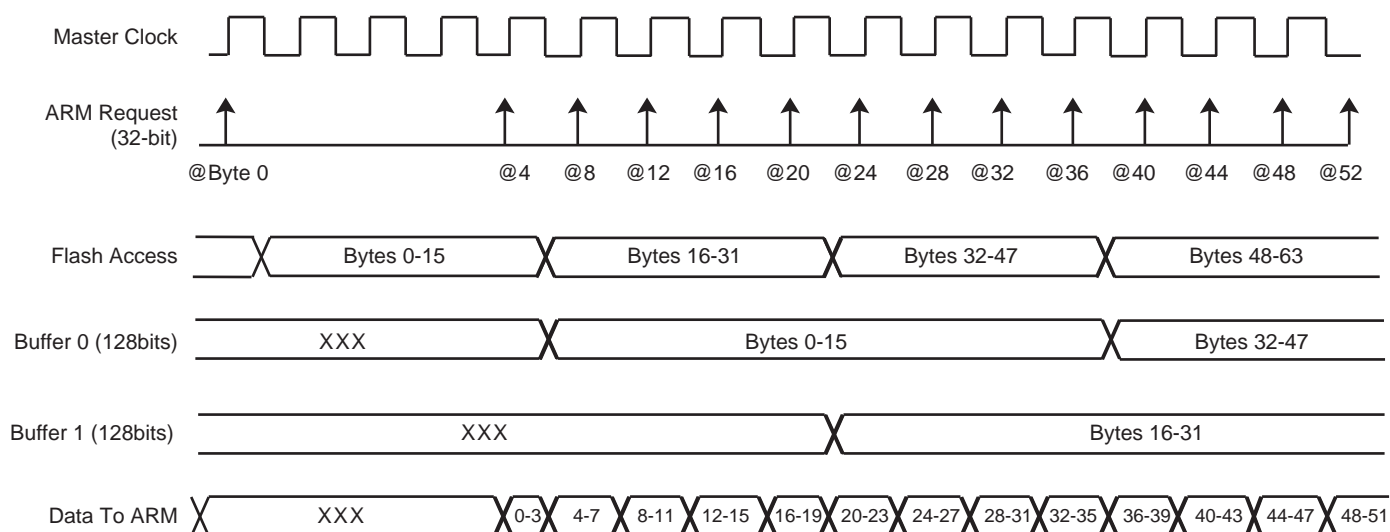 Master Clock
ARM Request
(32-bit)
@Byte 0 @4 @8 @12 @16 @20 @24 @28 @32 @36 @40 @44 @48 @52
Flash Access Bytes 0-15 Bytes 16-31 Bytes 32-47 Bytes 48-63
Buffer 0 (128bits) XXX Bytes 0-15 Bytes 32-47
Buffer 1 (128bits) XXX Bytes 16-31
Data To ARM XXX 0-3 4-7 8-11 12-15 16-19 20-23 24-27 28-31 32-35 36-39 40-43 44-47 48-51